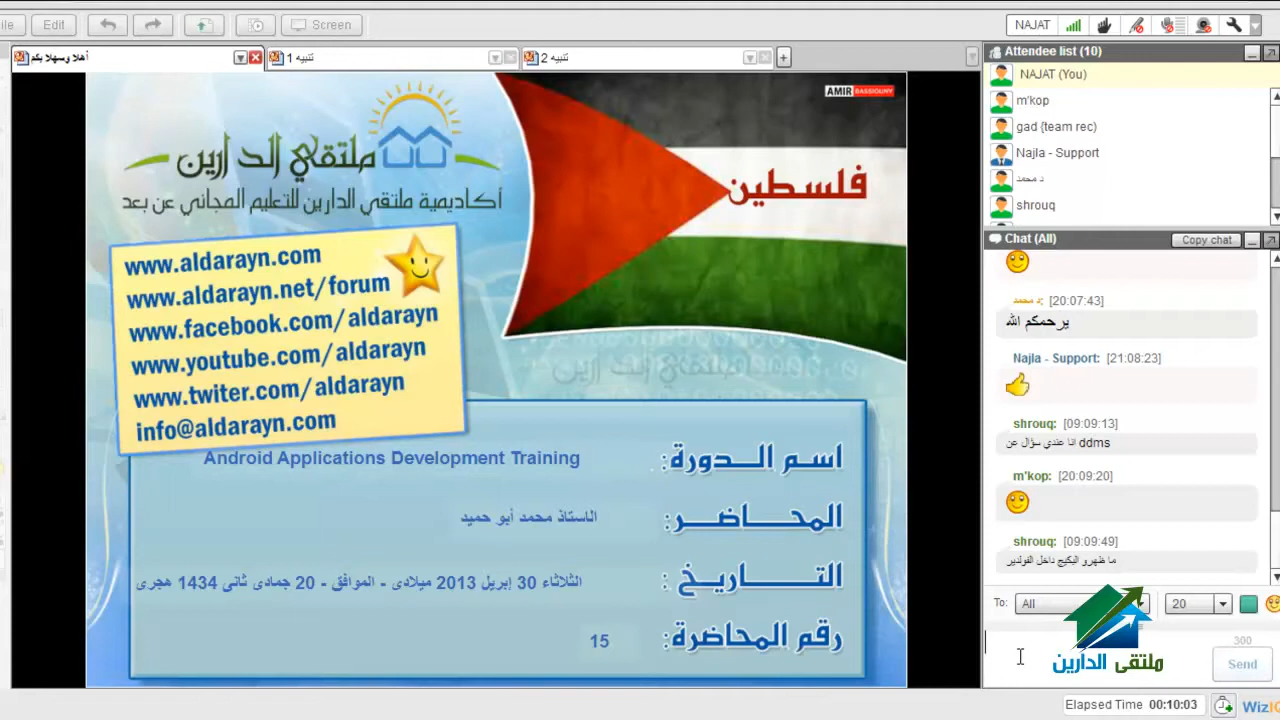 Edit
Screen
NAJAT
أهلا وسهلا بكم
تنبيه 1
تنبيه 2
Attendee list (10)
NAJAT (You)
m'kop
gad {team rec)
Najla - Support
د محمد
shrouq
AMIR BASSIOUNY
فلسطين
ملتقي الدارين
أكاديمية ملتقي الدارين للتعليم المجاني عن بعد
www.aldarayn.com
www.aldarayn.net/forum
www.facebook.com/aldarayn
www.youtube.com/aldarayn
www.twiter.com/aldarayn
info@aldarayn.com
ملتقي الدارين
اسم الدورة:
Android Applications Development Training
المحاضر:
الاستاذ محمد أبو حميد
التاريخ:
الثلاثاء 30 إبريل 2013 ميلادى - الموافق - 20 جمادى ثانى 1434 هجرى
رقم المحاضرة:
15
Chat (All)
Copy chat
د محمد: [20:07:43]
يرحمكم الله
Najla - Support: [21:08:23]
shrouq: [09:09:13]
انا عندي سؤال عن ddms
m'kop: [20:09:20]
shrouq: [09:09:49]
ما ظهرو البكيج داخل الفولدير
To:
All
20
300
Send
ملتقى الدارين
Elapsed Time 00:10:03